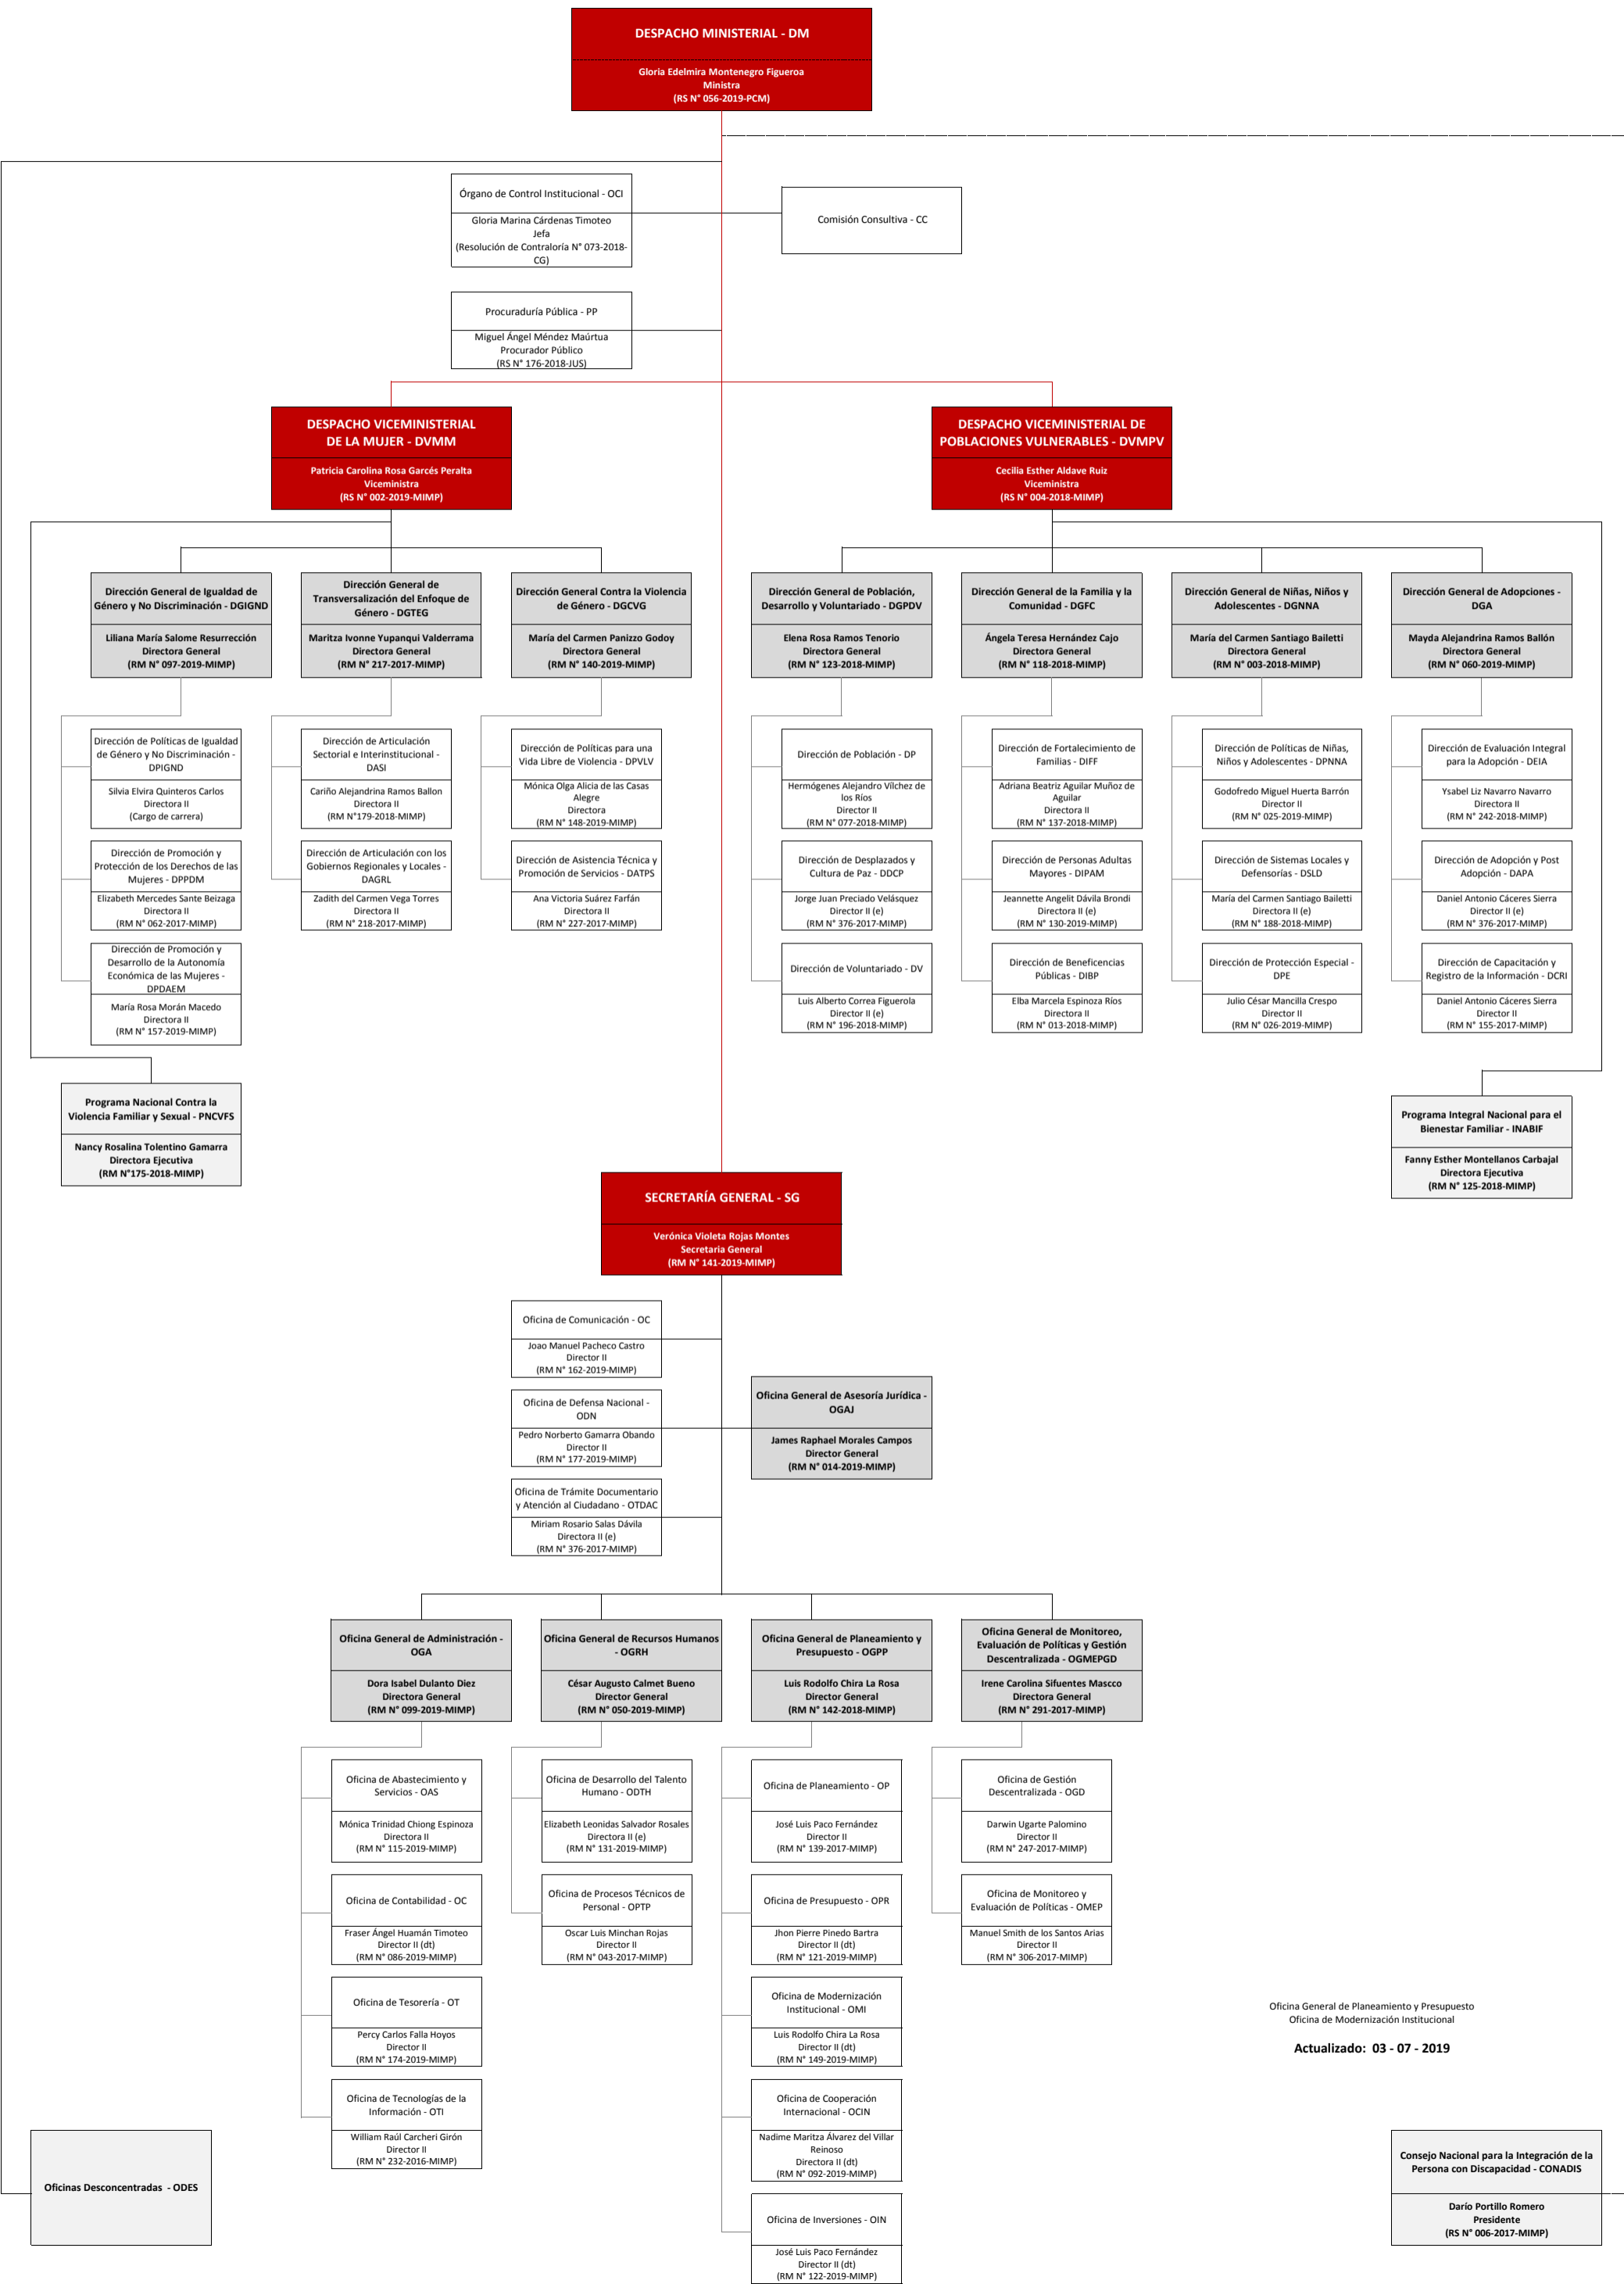 DESPACHO MINISTERIAL - DM
Gloria Edelmira Montenegro Figueroa
Ministra
(RS N° 056-2019-PCM)
Órgano de Control Institucional - OCI
Gloria Marina Cárdenas Timoteo
Jefa
(Resolución de Contraloría N° 073-2018-
CG)
Comisión Consultiva - CC
Procuraduría Pública - PP
Miguel Ángel Méndez Maúrtua
Procurador Público
(RS N° 176-2018-JUS)
DESPACHO VICEMINISTERIAL
DE LA MUJER - DVMM
Patricia Carolina Rosa Garcés Peralta
Viceministra
(RS N° 002-2019-MIMP)
DESPACHO VICEMINISTERIAL DE
POBLACIONES VULNERABLES - DVMPV
Cecilia Esther Aldave Ruiz
Viceministra
(RS N° 004-2018-MIMP)
Dirección General de Igualdad de
Género y No Discriminación - DGIGND
Liliana María Salome Resurrección
Directora General
(RM N° 097-2019-MIMP)
Dirección General de
Transversalización del Enfoque de
Género - DGTEG
Maritza Ivonne Yupanqui Valderrama
Directora General
(RM N° 217-2017-MIMP)
Dirección General Contra la Violencia
de Género - DGCVG
María del Carmen Panizzo Godoy
Directora General
(RM N° 140-2019-MIMP)
Dirección General de Población,
Desarrollo y Voluntariado - DGPDV
Elena Rosa Ramos Tenorio
Directora General
(RM N° 123-2018-MIMP)
Dirección General de la Familia y la
Comunidad - DGFC
Ángela Teresa Hernández Cajo
Directora General
(RM N° 118-2018-MIMP)
Dirección General de Niñas, Niños y
Adolescentes - DGNNA
María del Carmen Santiago Bailetti
Directora General
(RM N° 003-2018-MIMP)
Dirección General de Adopciones -
DGA
Mayda Alejandrina Ramos Ballón
Directora General
(RM N° 060-2019-MIMP)
Dirección de Políticas de Igualdad
de Género y No Discriminación -
DPIGND
Silvia Elvira Quinteros Carlos
Directora II
(Cargo de carrera)
Dirección de Articulación
Sectorial e Interinstitucional -
DASI
Cariño Alejandrina Ramos Ballon
Directora II
(RM N°179-2018-MIMP)
Dirección de Políticas para una
Vida Libre de Violencia - DPVLV
Mónica Olga Alicia de las Casas
Alegre
Directora
(RM N° 148-2019-MIMP)
Dirección de Población - DP
Hermógenes Alejandro Vílchez de
los Ríos
Director II
(RM N° 077-2018-MIMP)
Dirección de Fortalecimiento de
Familias - DIFF
Adriana Beatriz Aguilar Muñoz de
Aguilar
Directora II
(RM N° 137-2018-MIMP)
Dirección de Políticas de Niñas,
Niños y Adolescentes - DPNNA
Godofredo Miguel Huerta Barrón
Director II
(RM N° 025-2019-MIMP)
Dirección de Evaluación Integral
para la Adopción - DEIA
Ysabel Liz Navarro Navarro
Directora II
(RM N° 242-2018-MIMP)
Dirección de Promoción y
Protección de los Derechos de las
Mujeres - DPPDM
Elizabeth Mercedes Sante Beizaga
Directora II
(RM N° 062-2017-MIMP)
Dirección de Articulación con los
Gobiernos Regionales y Locales -
DAGRL
Zadith del Carmen Vega Torres
Directora II
(RM N° 218-2017-MIMP)
Dirección de Asistencia Técnica y
Promoción de Servicios - DATPS
Ana Victoria Suárez Farfán
Directora II
(RM N° 227-2017-MIMP)
Dirección de Desplazados y
Cultura de Paz - DDCP
Jorge Juan Preciado Velásquez
Director II (e)
(RM N° 376-2017-MIMP)
Dirección de Personas Adultas
Mayores - DIPAM
Jeannette Angelit Dávila Brondi
Directora II (e)
(RM N° 130-2019-MIMP)
Dirección de Sistemas Locales y
Defensorías - DSLD
María del Carmen Santiago Bailetti
Directora II (e)
(RM N° 188-2018-MIMP)
Dirección de Adopción y Post
Adopción - DAPA
Daniel Antonio Cáceres Sierra
Director II (e)
(RM N° 376-2017-MIMP)
Dirección de Promoción y
Desarrollo de la Autonomía
Económica de las Mujeres -
DPDAEM
María Rosa Morán Macedo
Directora II
(RM N° 157-2019-MIMP)
Dirección de Voluntariado - DV
Luis Alberto Correa Figuerola
Director II (e)
(RM N° 196-2018-MIMP)
Dirección de Beneficencias
Públicas - DIBP
Elba Marcela Espinoza Ríos
Directora II
(RM N° 013-2018-MIMP)
Dirección de Protección Especial -
DPE
Julio César Mancilla Crespo
Director II
(RM N° 026-2019-MIMP)
Dirección de Capacitación y
Registro de la Información - DCRI
Daniel Antonio Cáceres Sierra
Director II
(RM N° 155-2017-MIMP)
Programa Nacional Contra la
Violencia Familiar y Sexual - PNCVFS
Nancy Rosalina Tolentino Gamarra
Directora Ejecutiva
(RM N°175-2018-MIMP)
Programa Integral Nacional para el
Bienestar Familiar - INABIF
Fanny Esther Montellanos Carbajal
Directora Ejecutiva
(RM N° 125-2018-MIMP)
SECRETARÍA GENERAL - SG
Verónica Violeta Rojas Montes
Secretaria General
(RM N° 141-2019-MIMP)
Oficina de Comunicación - OC
Joao Manuel Pacheco Castro
Director II
(RM N° 162-2019-MIMP)
Oficina de Defensa Nacional -
ODN
Pedro Norberto Gamarra Obando
Director II
(RM N° 177-2019-MIMP)
Oficina General de Asesoría Jurídica -
OGAJ
James Raphael Morales Campos
Director General
(RM N° 014-2019-MIMP)
Oficina de Trámite Documentario
y Atención al Ciudadano - OTDAC
Miriam Rosario Salas Dávila
Directora II (e)
(RM N° 376-2017-MIMP)
Oficina General de Administración -
OGA
Dora Isabel Dulanto Diez
Directora General
(RM N° 099-2019-MIMP)
Oficina General de Recursos Humanos
- OGRH
César Augusto Calmet Bueno
Director General
(RM N° 050-2019-MIMP)
Oficina General de Planeamiento y
Presupuesto - OGPP
Luis Rodolfo Chira La Rosa
Director General
(RM N° 142-2018-MIMP)
Oficina General de Monitoreo,
Evaluación de Políticas y Gestión
Descentralizada - OGMEPGD
Irene Carolina Sifuentes Mascco
Directora General
(RM N° 291-2017-MIMP)
Oficina de Abastecimiento y
Servicios - OAS
Mónica Trinidad Chiong Espinoza
Directora II
(RM N° 115-2019-MIMP)
Oficina de Desarrollo del Talento
Humano - ODTH
Elizabeth Leonidas Salvador Rosales
Directora II (e)
(RM N° 131-2019-MIMP)
Oficina de Planeamiento - OP
José Luis Paco Fernández
Director II
(RM N° 139-2017-MIMP)
Oficina de Gestión
Descentralizada - OGD
Darwin Ugarte Palomino
Director II
(RM N° 247-2017-MIMP)
Oficina de Contabilidad - OC
Fraser Ángel Huamán Timoteo
Director II (dt)
(RM N° 086-2019-MIMP)
Oficina de Procesos Técnicos de
Personal - OPTP
Oscar Luis Minchan Rojas
Director II
(RM N° 043-2017-MIMP)
Oficina de Presupuesto - OPR
Jhon Pierre Pinedo Bartra
Director II (dt)
(RM N° 121-2019-MIMP)
Oficina de Monitoreo y
Evaluación de Políticas - OMEP
Manuel Smith de los Santos Arias
Director II
(RM N° 306-2017-MIMP)
Oficina de Tesorería - OT
Percy Carlos Falla Hoyos
Director II
(RM N° 174-2019-MIMP)
Oficina de Modernización
Institucional - OMI
Luis Rodolfo Chira La Rosa
Director II (dt)
(RM N° 149-2019-MIMP)
Oficina General de Planeamiento y Presupuesto
Oficina de Modernización Institucional
Actualizado: 03 - 07 - 2019
Oficina de Tecnologías de la
Información - OTI
William Raúl Carcheri Girón
Director II
(RM N° 232-2016-MIMP)
Oficina de Cooperación
Internacional - OCIN
Nadime Maritza Álvarez del Villar
Reinoso
Directora II (dt)
(RM N° 092-2019-MIMP)
Oficinas Desconcentradas - ODES
Consejo Nacional para la Integración de la
Persona con Discapacidad - CONADIS
Darío Portillo Romero
Presidente
(RS N° 006-2017-MIMP)
Oficina de Inversiones - OIN
José Luis Paco Fernández
Director II (dt)
(RM N° 122-2019-MIMP)